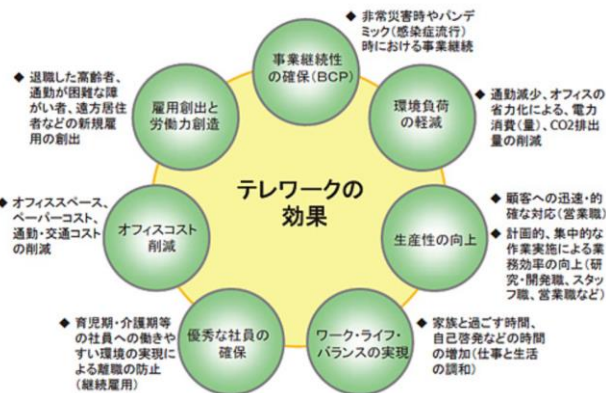 テレワークの
効果
事業継続性
の確保(BCP)
◆ 非常災害時やパンデ
ミック(感染症流行)
時における事業継続
環境負荷
の軽減
◆ 通勤減少、オフィスの
省力化による、電力
消費(量)、CO2排出
量の削減
生産性の向上
◆ 顧客への迅速・的
確な対応(営業職)
◆ 計画的、集中的な
作業実施による業
務効率の向上(研
究・開発職、スタッ
フ職、営業職など)
ワーク・ライフ・
バランスの実現
◆ 家族と過ごす時間、
自己啓発などの時間
の増加(仕事と生活
の調和)
優秀な社員の
確保
◆ 育児期・介護期等
の社員への働きや
すい環境の実現によ
る離職の防止
(継続雇用)
オフィスコスト
削減
◆ オフィススペース、
ペーパーコスト、
通勤・交通コスト
の削減
雇用創出と
労働力創造
◆ 退職した高齢者、
通勤が困難な障
がい者、遠方居住
者などの新規雇
用の創出